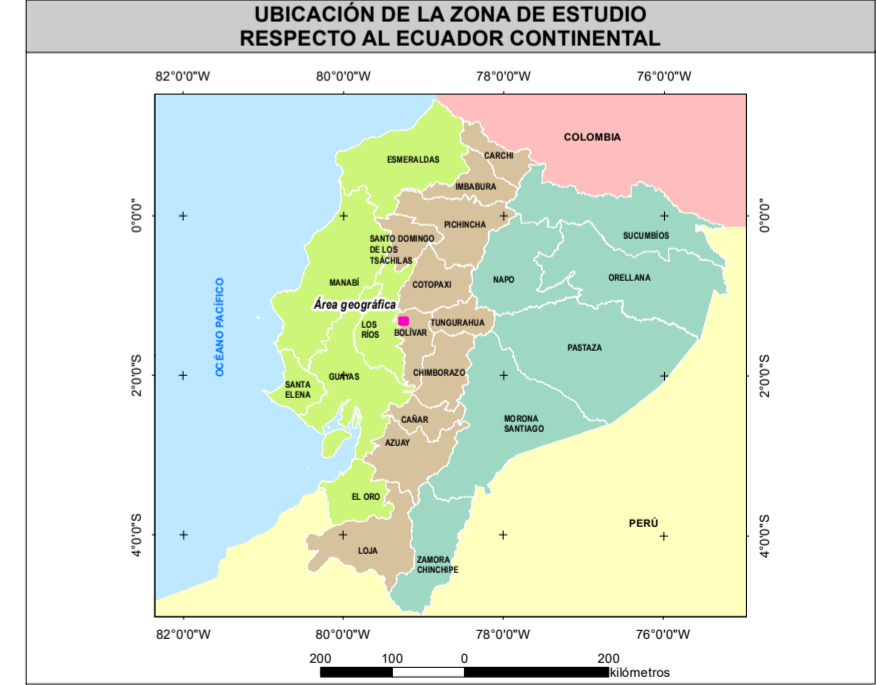 UBICACIÓN DE LA ZONA DE ESTUDIO
RESPECTO AL ECUADOR CONTINENTAL
82°0'0"W
80°0'0"W
78°0'0"W
76°0'0"W
COLOMBIA
CARCHI
ESMERALDAS
IMBABURA
0°0'0"
0°0'0"
PICHINCHA
SUCUMBÍOS
SANTO DOMINGO
DE LOS
TSÁCHILAS
ORELLANA
NAPO
MANABÍ
COTOPAXI
Área geográfica
OCÉANO PACÍFICO
LOS
RÍOS
BOLÍVAR
TUNGURAHUA
PASTAZA
2°0'0"S
2°0'0"S
GUAYAS
CHIMBORAZO
SANTA
ELENA
CAÑAR
MORONA
SANTIAGO
AZUAY
EL ORO
PERÚ
4°0'0"S
4°0'0"S
LOJA
ZAMORA
CHINCHIPE
82°0'0"W
80°0'0"W
78°0'0"W
76°0'0"W
200
100
0
200
kilómetros